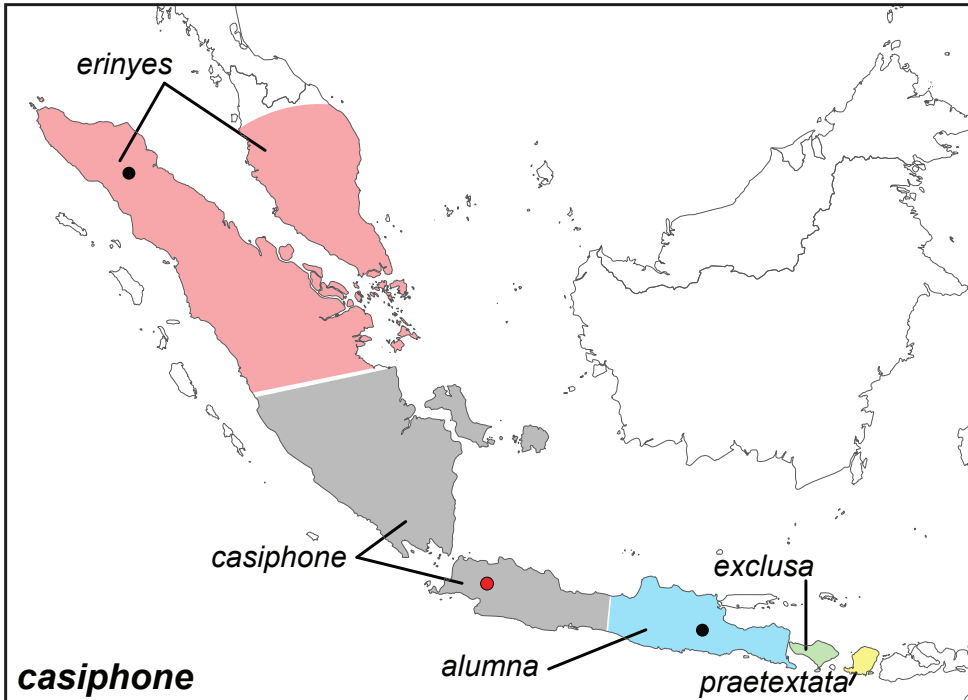 erinyes
casiphone
exclusa
alumna
praetextata
casiphone